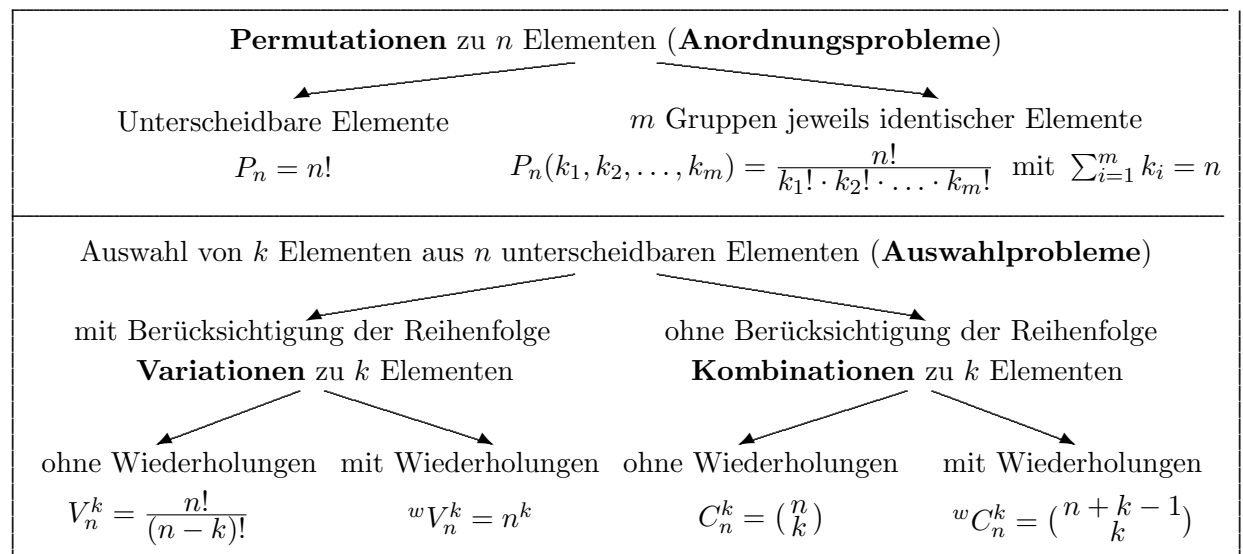 Permutationen zu n Elementen (Anordnungsprobleme)
Unterscheidbare Elemente
m Gruppen jeweils identischer Elemente
P_n = n!
P_n(k_1, k_2, . . . , k_m) = n! / (k_1! · k_2! · . . . · k_m!) mit ∑_{i=1}^{m} k_i = n
Auswahl von k Elementen aus n unterscheidbaren Elementen (Auswahlprobleme)
mit Berücksichtigung der Reihenfolge
ohne Berücksichtigung der Reihenfolge
Variationen zu k Elementen
Kombinationen zu k Elementen
ohne Wiederholungen
mit Wiederholungen
ohne Wiederholungen
mit Wiederholungen
V_n^k = n! / (n − k)!
^wV_n^k = n^k
C_n^k = (n k)
^wC_n^k = (n + k − 1 k)